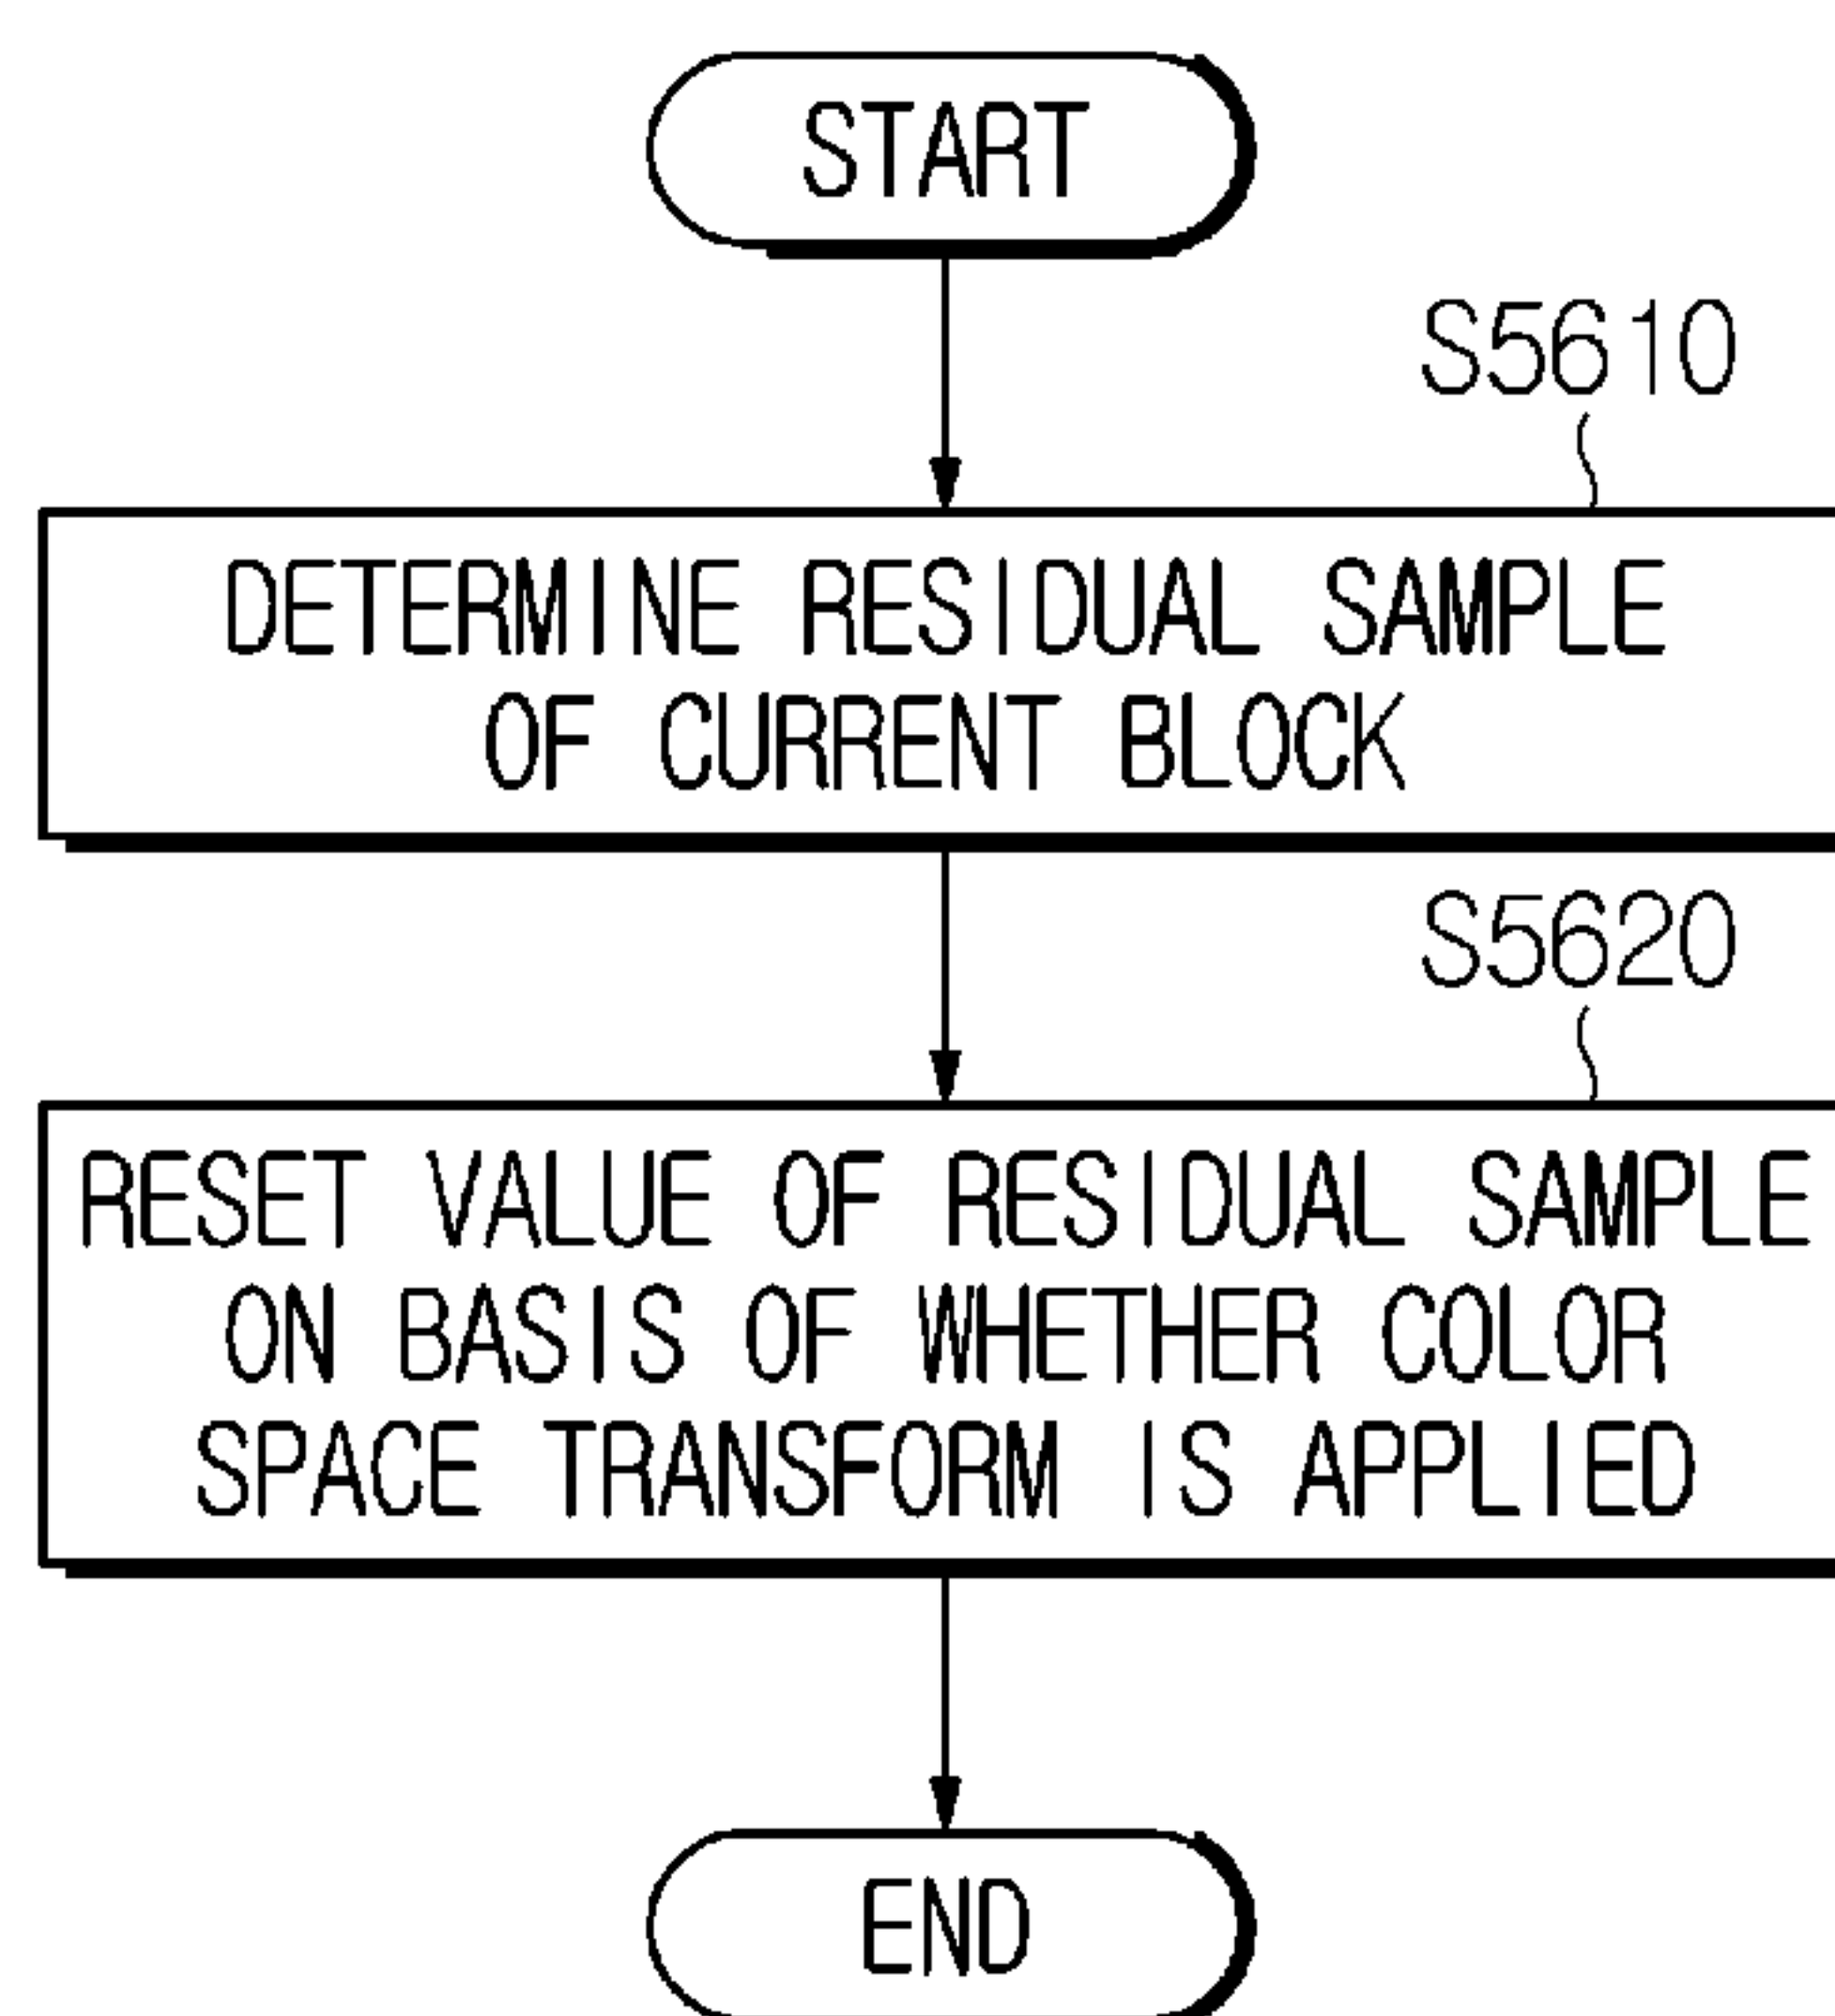 START
S5610
DETERMINE RESIDUAL SAMPLE
OF CURRENT BLOCK
S5620
RESET VALUE OF RESIDUAL SAMPLE
ON BASIS OF WHETHER COLOR
SPACE TRANSFORM IS APPLIED
END